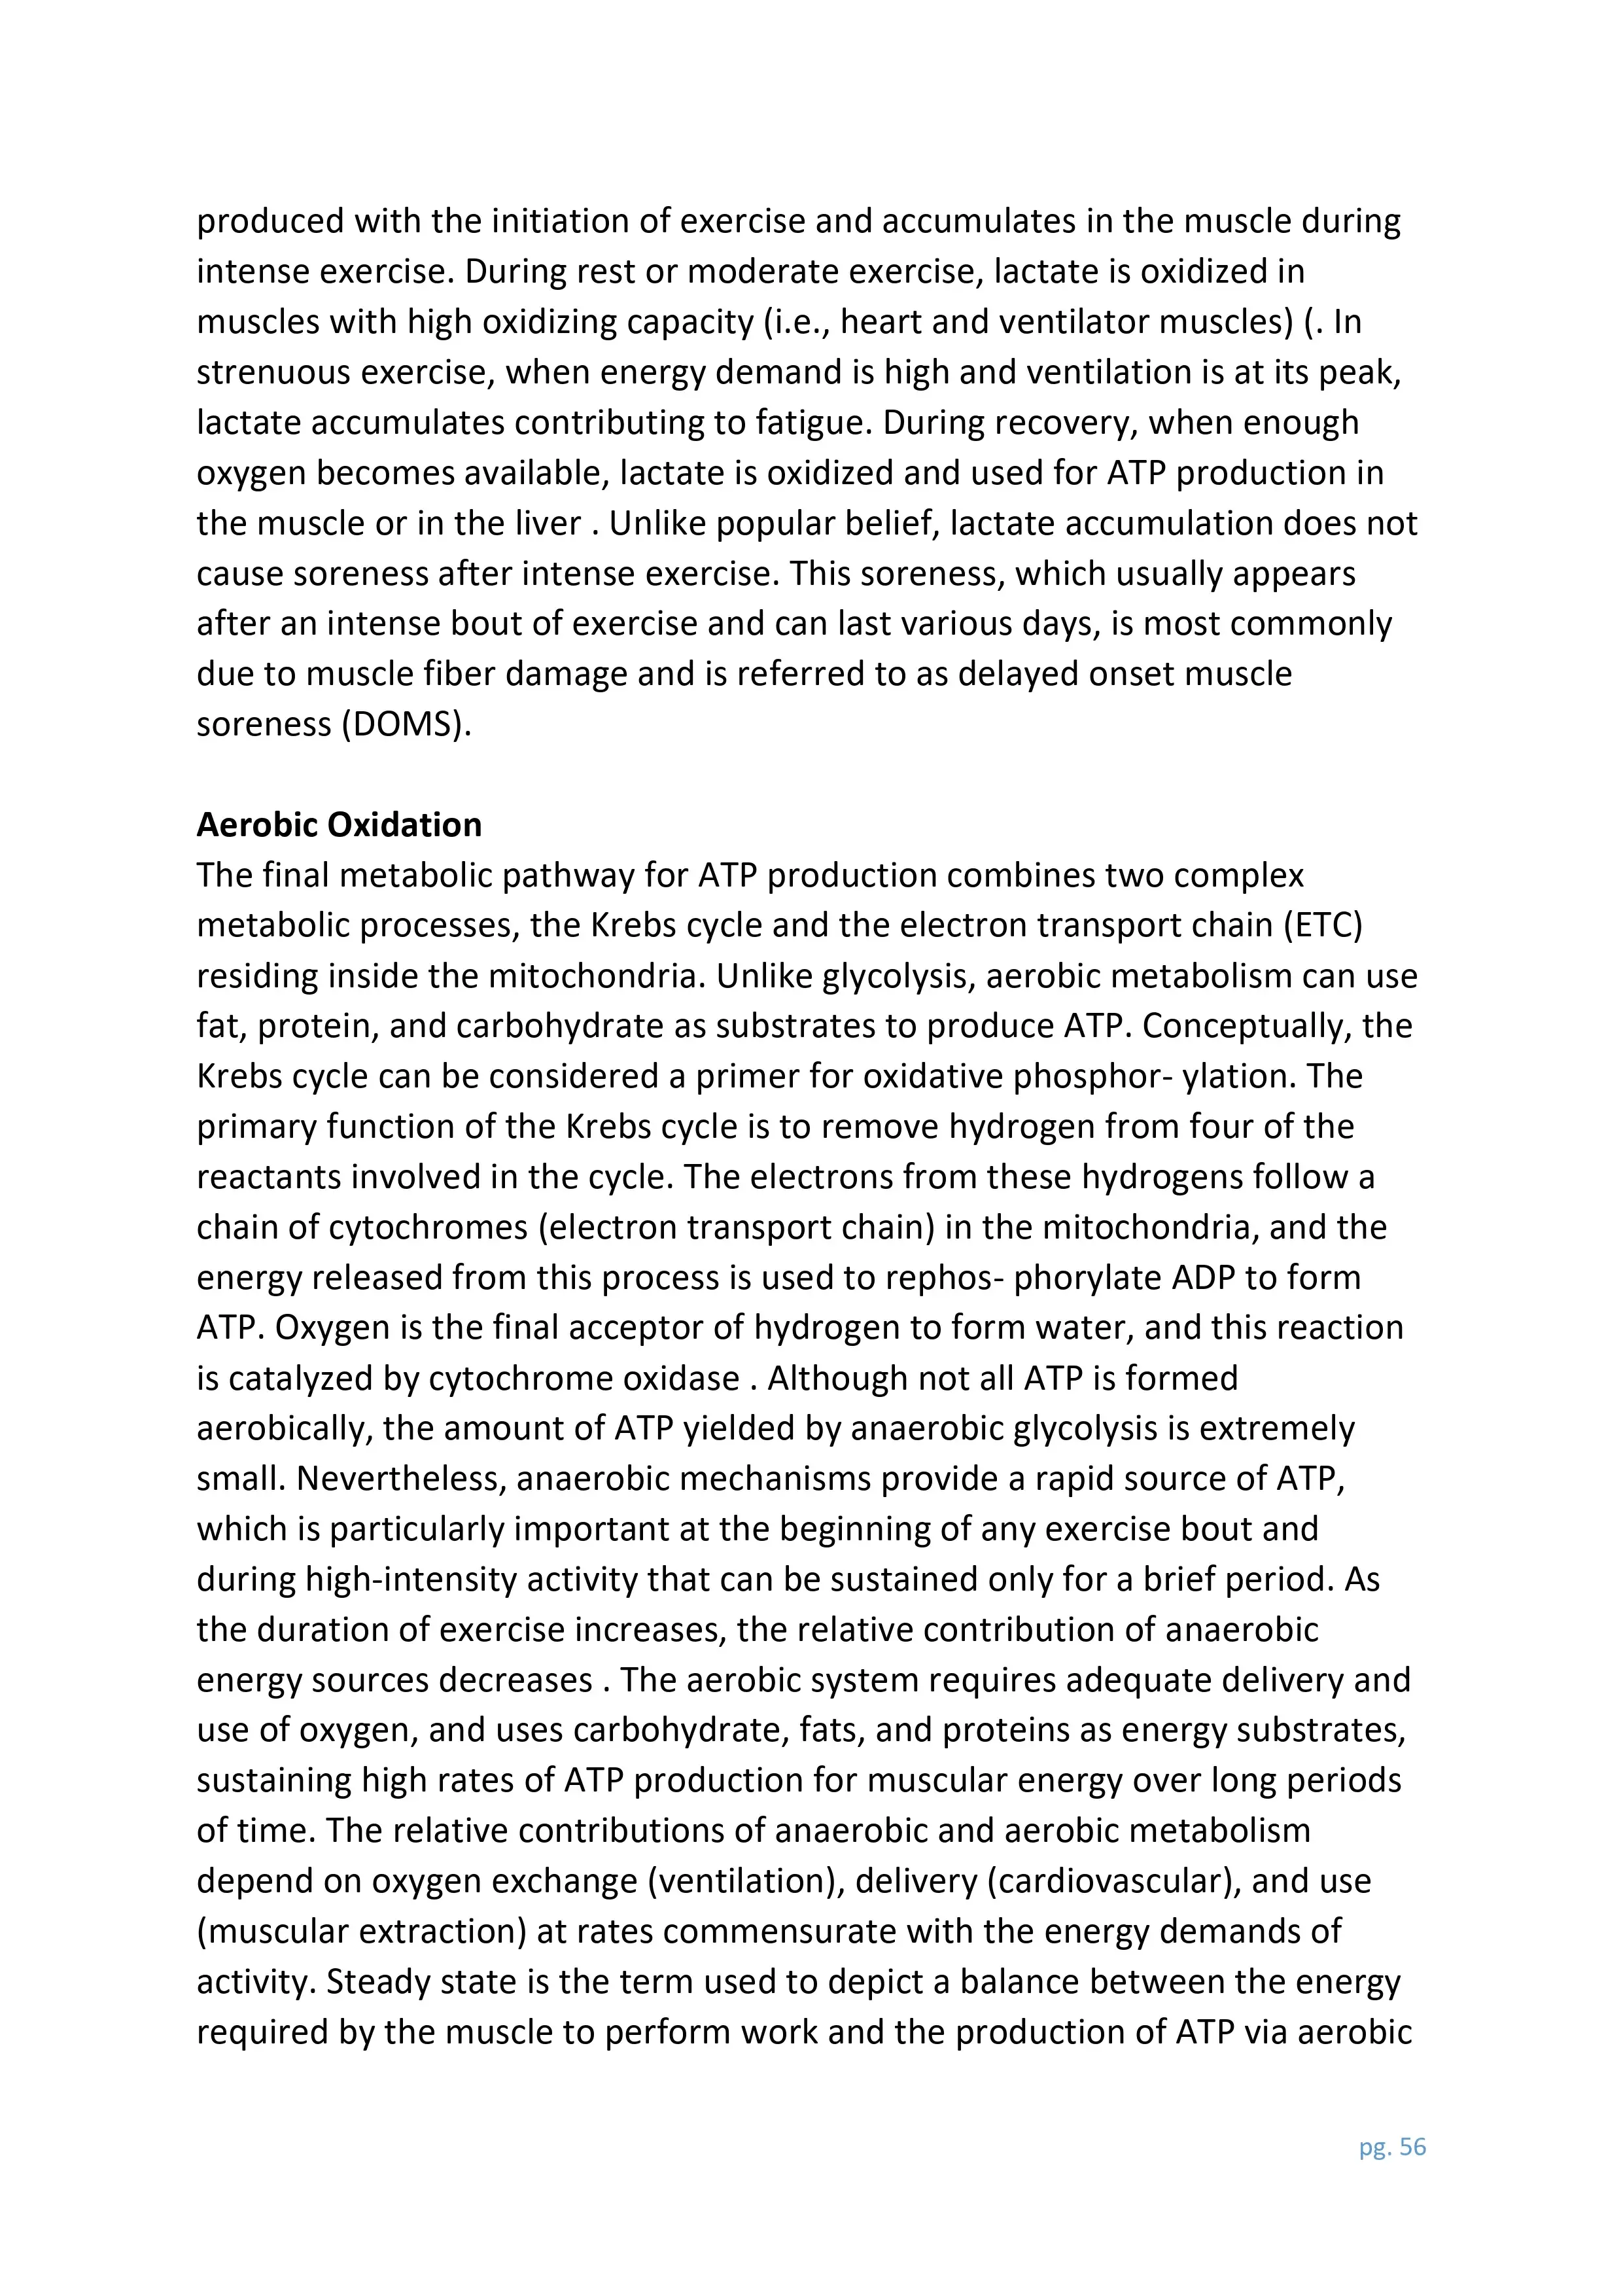 produced with the initiation of exercise and accumulates in the muscle during
intense exercise. During rest or moderate exercise, lactate is oxidized in
muscles with high oxidizing capacity (i.e., heart and ventilator muscles) (. In
strenuous exercise, when energy demand is high and ventilation is at its peak,
lactate accumulates contributing to fatigue. During recovery, when enough
oxygen becomes available, lactate is oxidized and used for ATP production in
the muscle or in the liver . Unlike popular belief, lactate accumulation does not
cause soreness after intense exercise. This soreness, which usually appears
after an intense bout of exercise and can last various days, is most commonly
due to muscle fiber damage and is referred to as delayed onset muscle
soreness (DOMS).

Aerobic Oxidation
The final metabolic pathway for ATP production combines two complex
metabolic processes, the Krebs cycle and the electron transport chain (ETC)
residing inside the mitochondria. Unlike glycolysis, aerobic metabolism can use
fat, protein, and carbohydrate as substrates to produce ATP. Conceptually, the
Krebs cycle can be considered a primer for oxidative phosphor- ylation. The
primary function of the Krebs cycle is to remove hydrogen from four of the
reactants involved in the cycle. The electrons from these hydrogens follow a
chain of cytochromes (electron transport chain) in the mitochondria, and the
energy released from this process is used to rephos- phorylate ADP to form
ATP. Oxygen is the final acceptor of hydrogen to form water, and this reaction
is catalyzed by cytochrome oxidase . Although not all ATP is formed
aerobically, the amount of ATP yielded by anaerobic glycolysis is extremely
small. Nevertheless, anaerobic mechanisms provide a rapid source of ATP,
which is particularly important at the beginning of any exercise bout and
during high-intensity activity that can be sustained only for a brief period. As
the duration of exercise increases, the relative contribution of anaerobic
energy sources decreases . The aerobic system requires adequate delivery and
use of oxygen, and uses carbohydrate, fats, and proteins as energy substrates,
sustaining high rates of ATP production for muscular energy over long periods
of time. The relative contributions of anaerobic and aerobic metabolism
depend on oxygen exchange (ventilation), delivery (cardiovascular), and use
(muscular extraction) at rates commensurate with the energy demands of
activity. Steady state is the term used to depict a balance between the energy
required by the muscle to perform work and the production of ATP via aerobic

pg. 56